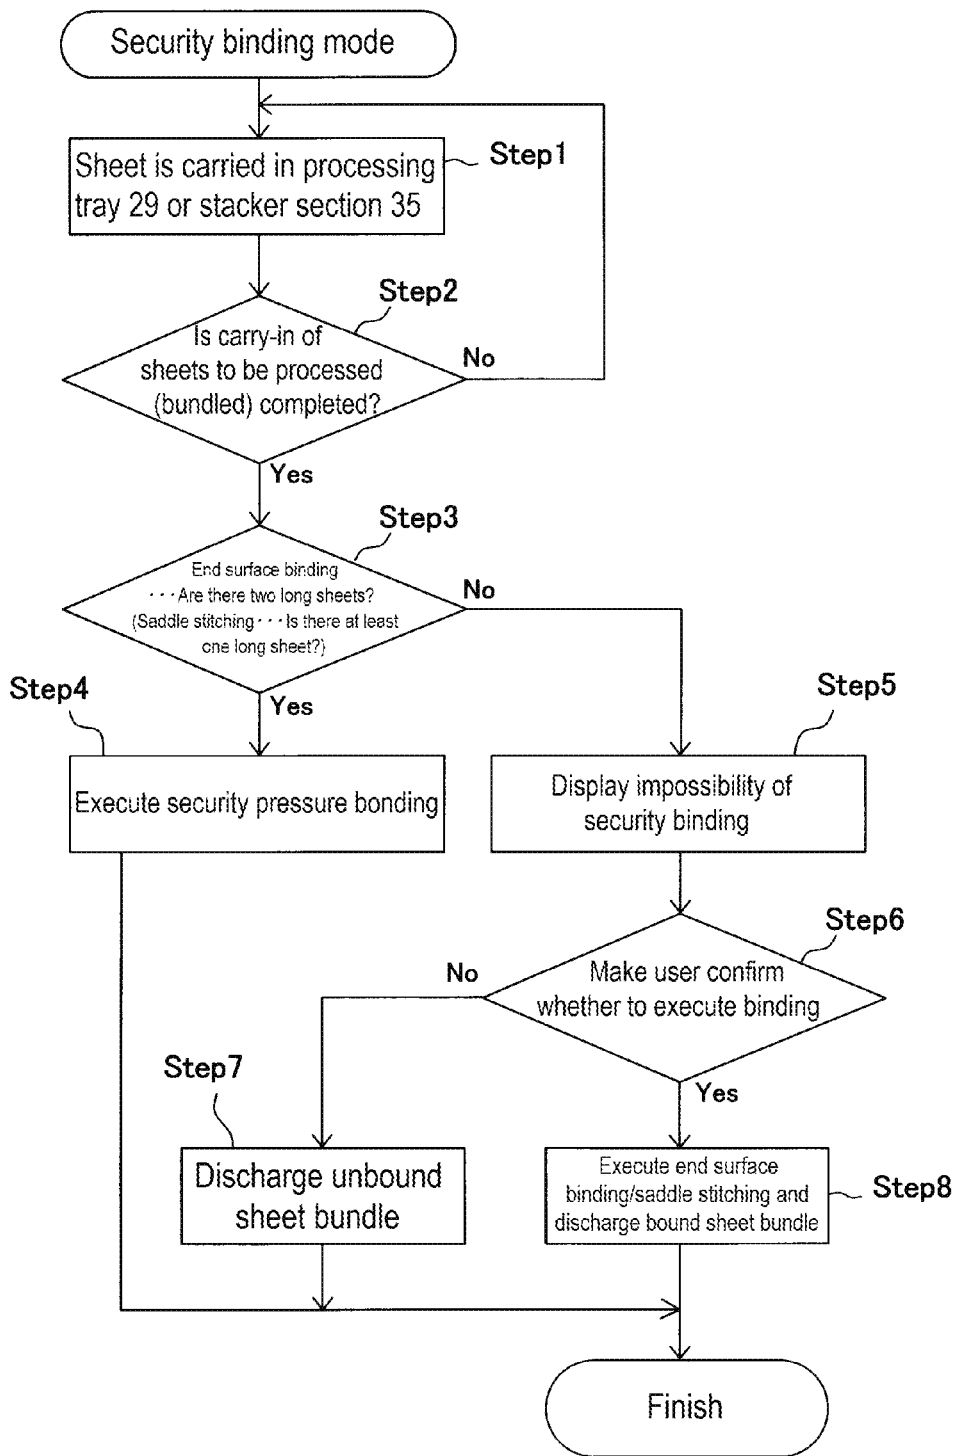 Security binding mode
Step1
Sheet is carried in processing
tray 29 or stacker section 35
Step2
Is carry-in of
sheets to be processed
(bundled) completed?
No
Yes
Step3
End surface binding
・・・Are there two long sheets?
(Saddle stitching・・・Is there at least
one long sheet?)
No
Yes
Step4
Execute security pressure bonding
Step5
Display impossibility of
security binding
Step6
Make user confirm
whether to execute binding
No
Yes
Step7
Discharge unbound
sheet bundle
Execute end surface
binding/saddle stitching and
discharge bound sheet bundle
Step8
Finish